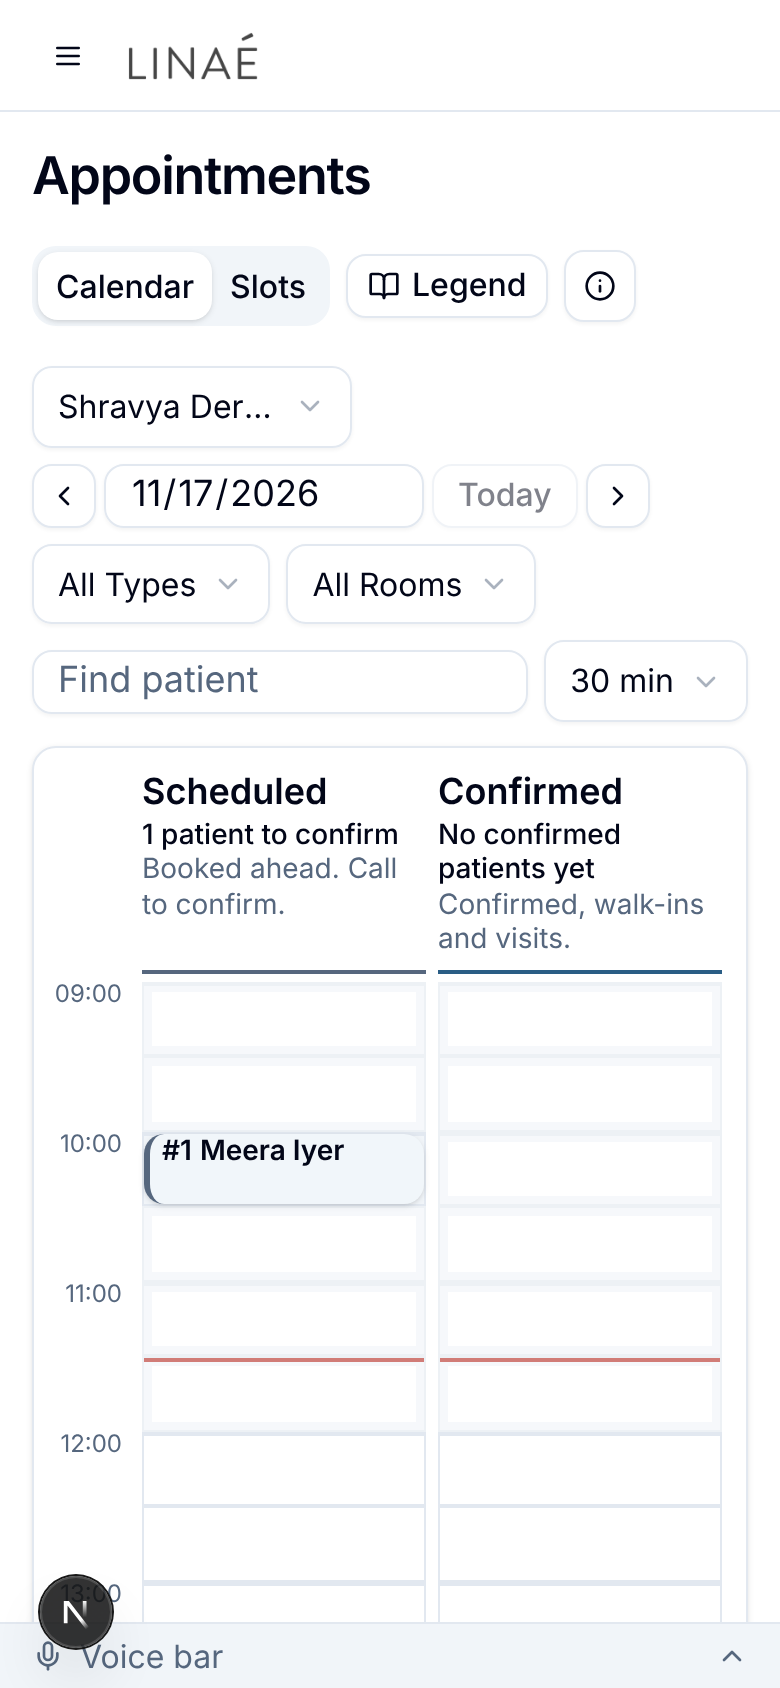 LINAÉ
Appointments
Calendar Slots Legend
Shravya Der...
11/17/2026 Today
All Types All Rooms
Find patient 30 min
Scheduled
1 patient to confirm
Booked ahead. Call
to confirm.
Confirmed
No confirmed
patients yet
Confirmed, walk-ins
and visits.
09:00
10:00
#1 Meera Iyer
11:00
12:00
13:00
N
Voice bar